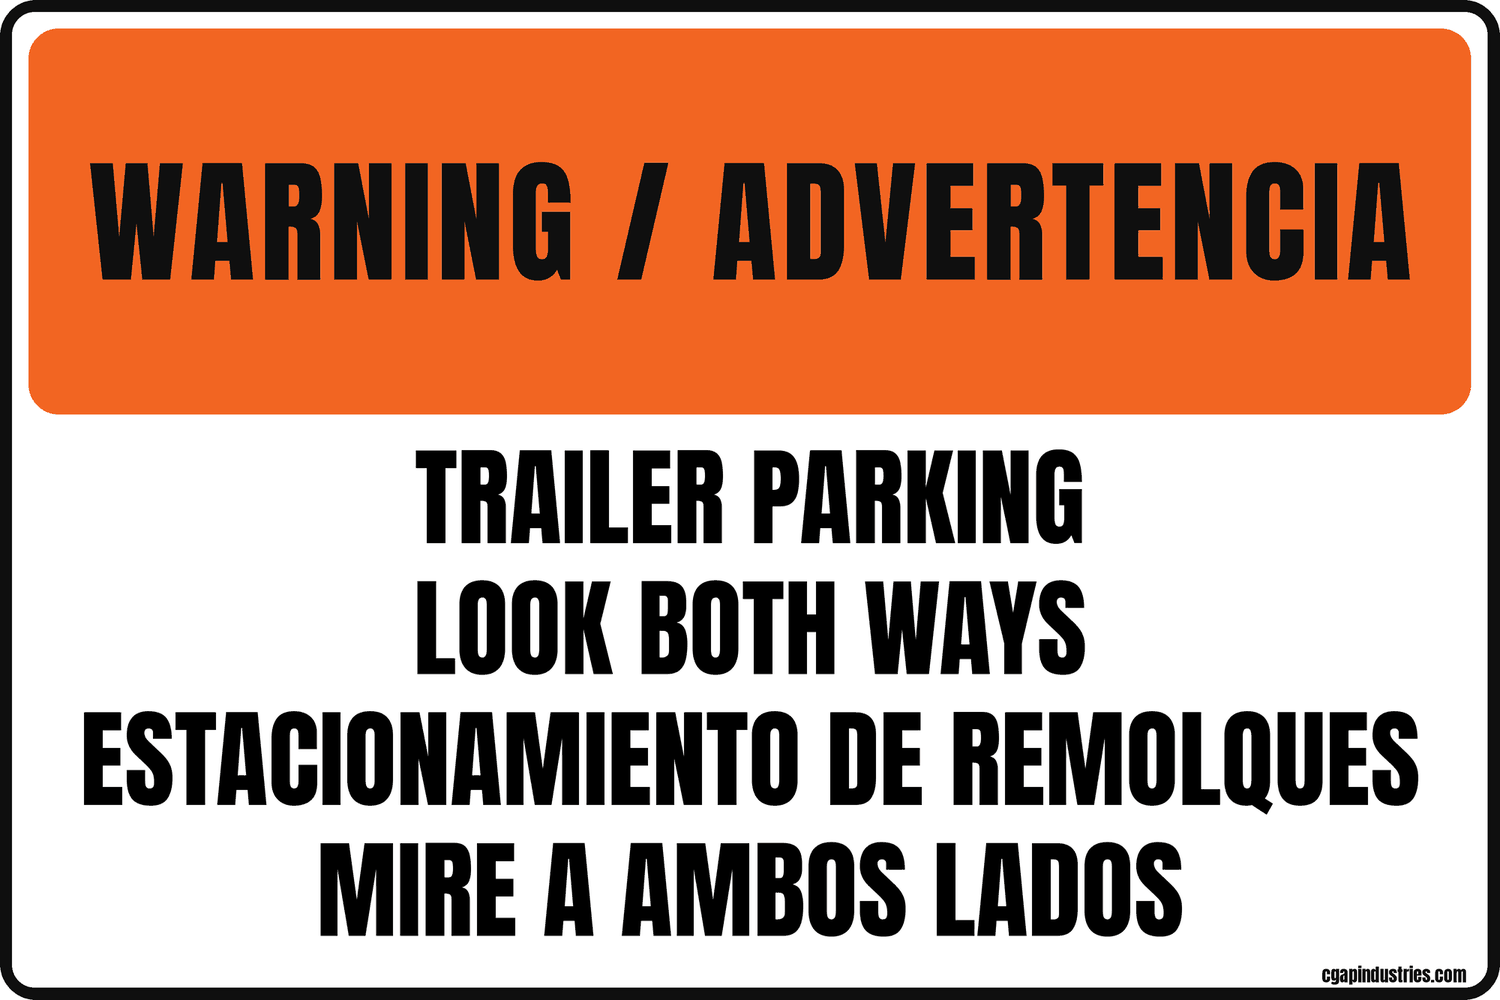 WARNING / ADVERTENCIA
TRAILER PARKING
LOOK BOTH WAYS
ESTACIONAMIENTO DE REMOLQUES
MIRE A AMBOS LADOS
cgapindustries.com